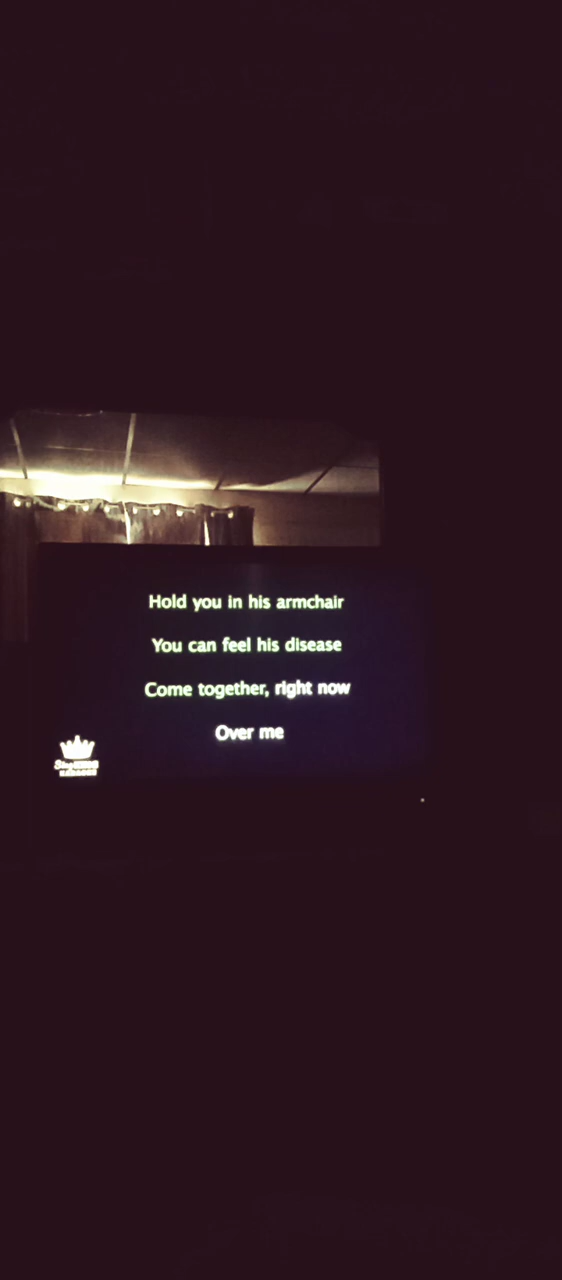 Hold you in his armchair
You can feel his disease
Come together, right now
Over me